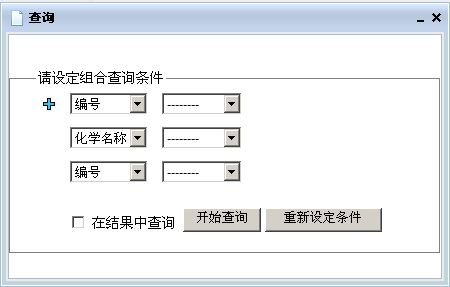 查询
请设定组合查询条件
编号 --------
化学名称 --------
编号 --------
在结果中查询 开始查询 重新设定条件